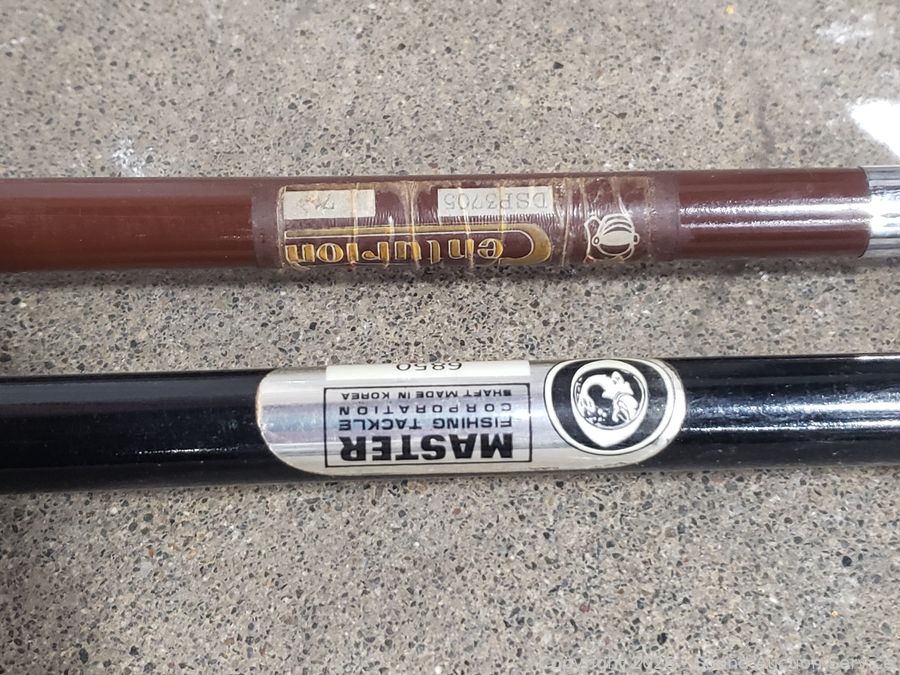 Centurion
DSP3705
MASTER
FISHING TACKLE
CORPORATION
SHAFT MADE IN KOREA
6850